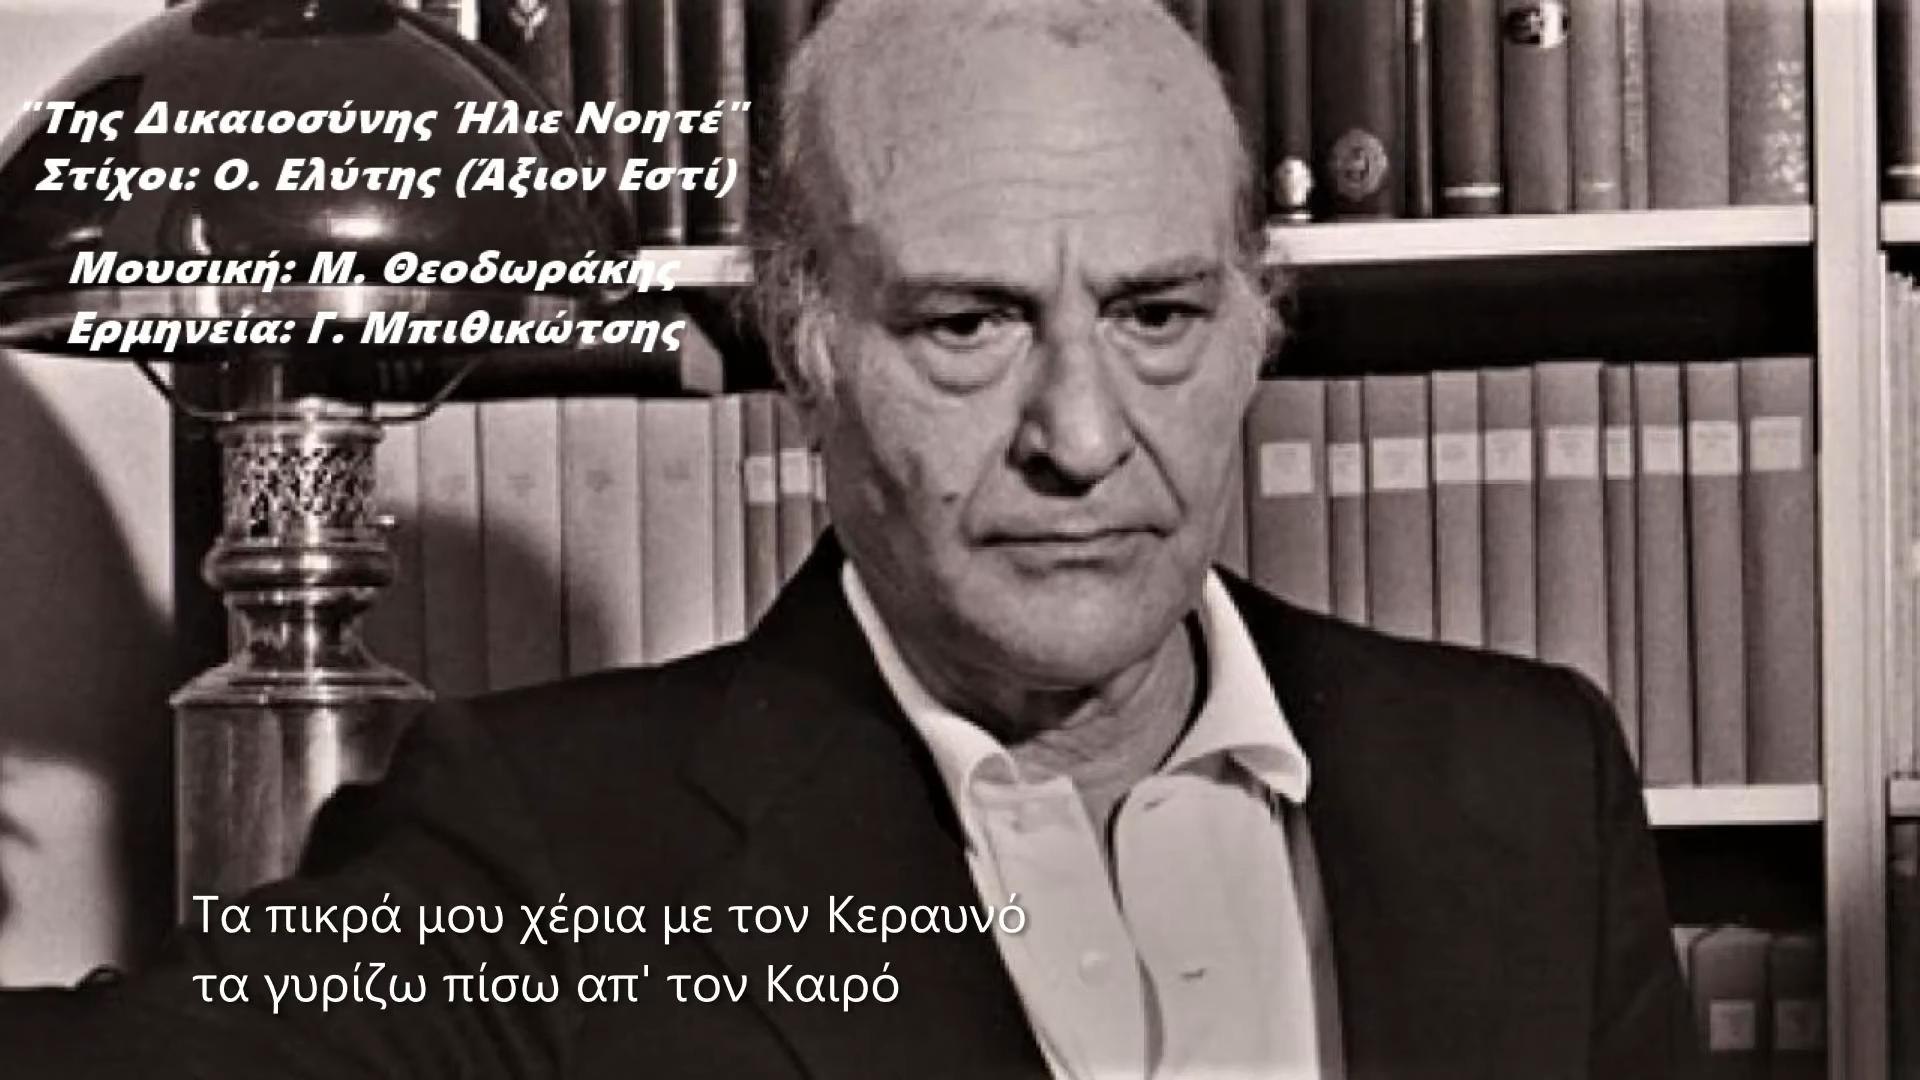 "Της Δικαιοσύνης Ήλιε Νοητέ"
Στίχοι: Ο. Ελύτης (Άξιον Εστί)
Μουσική: Μ. Θεοδωράκης
Ερμηνεία: Γ. Μπιθικώτσης
Τα πικρά μου χέρια με τον Κεραυνό
τα γυρίζω πίσω απ' τον Καιρό